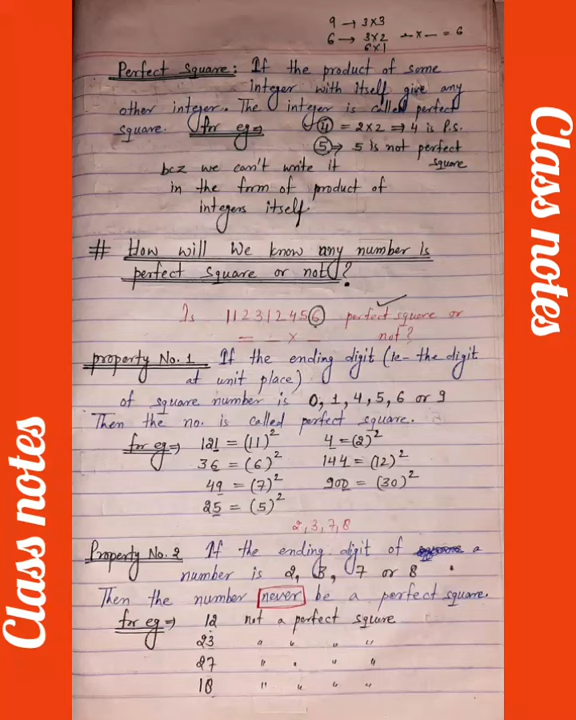 9 → 3×3
6 → 3×2 — × — = 6
6×1
Perfect Square: If the product of some
integer with itself give any
other integer. The integer is called perfect
square. for eg ⇒ 4 = 2×2 ⇒ 4 is P.S.
5 ⇒ 5 is not perfect
square
bcz we can't write it
in the form of product of
integers itself
# How will We know any number is
perfect square or not ?
Is 112312456 perfect square or
= — × — not?
property No. 1 If the ending digit (ie- the digit
at unit place)
of square number is 0, 1, 4, 5, 6 or 9
Then the no. is called perfect square.
for eg ⇒ 121 = (11)² 4 = (2)²
36 = (6)² 144 = (12)²
49 = (7)² 900 = (30)²
25 = (5)²
2, 3, 7, 8
Property No. 2 If the ending digit of a
number is 2, 3, 7 or 8
Then the number never be a perfect square.
for eg ⇒ 12 not a perfect square
23 " " " "
27 " " " "
18 " " " "
Class notes
Class notes
Class notes
Class notes